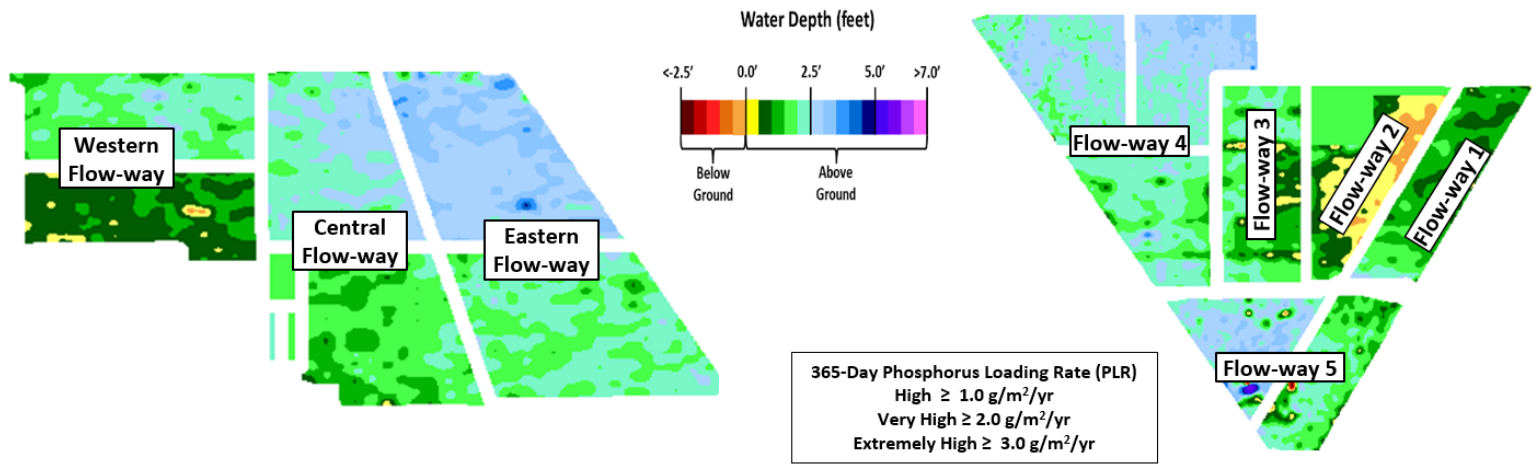 Water Depth (feet)
<-2.5' 0.0' 2.5' 5.0' >7.0'
Below
Ground
Above
Ground
Western
Flow-way
Central
Flow-way
Eastern
Flow-way
Flow-way 4
Flow-way 3
Flow-way 2
Flow-way 1
Flow-way 5
365-Day Phosphorus Loading Rate (PLR)
High ≥ 1.0 g/m²/yr
Very High ≥ 2.0 g/m²/yr
Extremely High ≥ 3.0 g/m²/yr